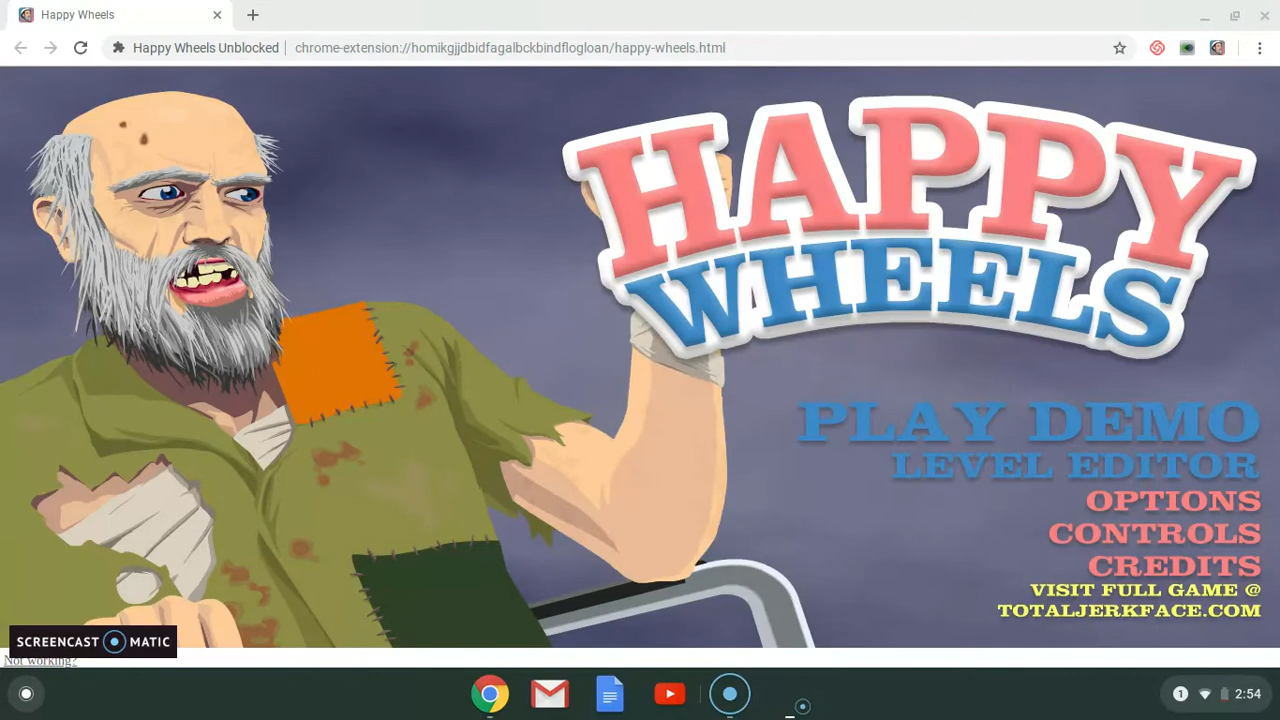 Happy Wheels
Happy Wheels Unblocked
chrome-extension://homikgjjdbidfagalbckbindflogloan/happy-wheels.html
HAPPY
WHEELS
PLAY DEMO
LEVEL EDITOR
OPTIONS
CONTROLS
CREDITS
VISIT FULL GAME @
TOTALJERKFACE.COM
SCREENCAST MATIC
Not working?
1 2:54